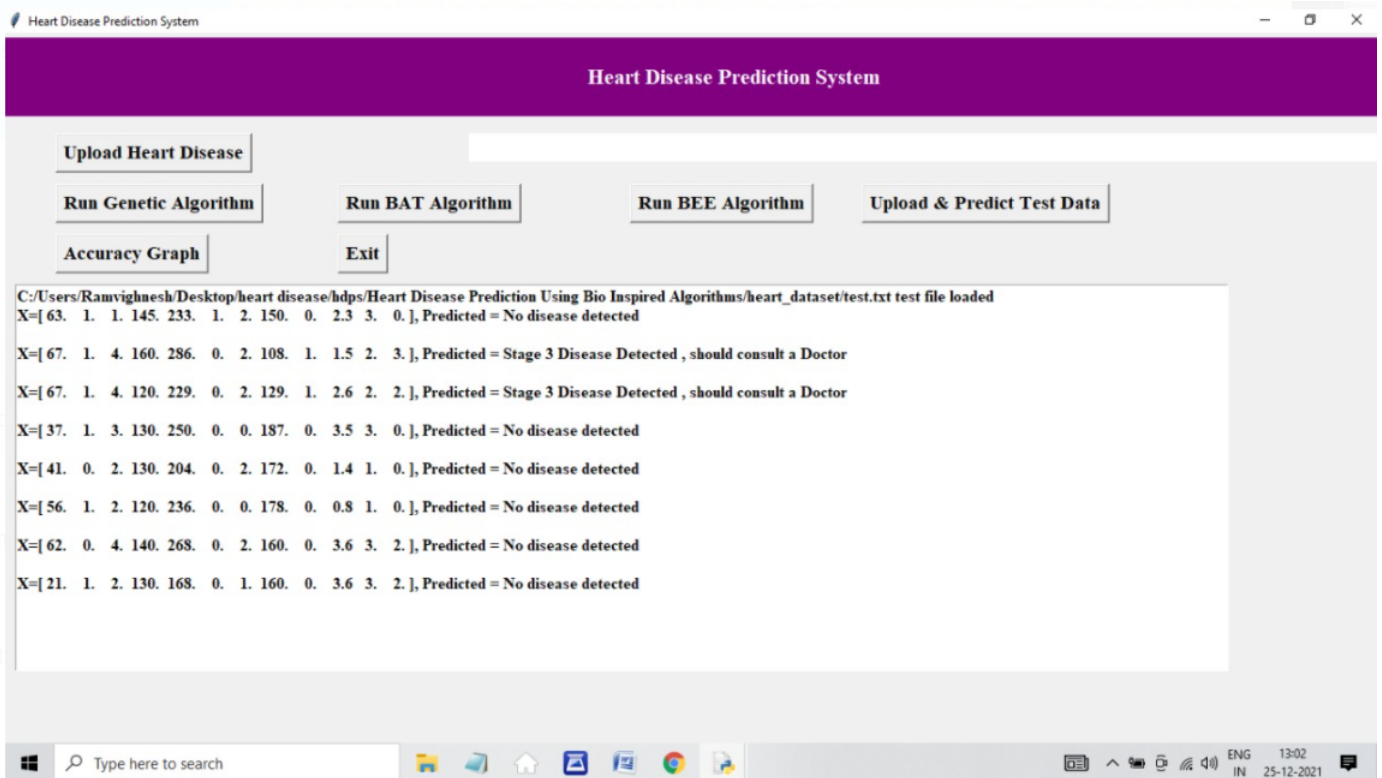 Heart Disease Prediction System
Heart Disease Prediction System
Upload Heart Disease
Run Genetic Algorithm Run BAT Algorithm Run BEE Algorithm Upload & Predict Test Data
Accuracy Graph Exit
C:/Users/Ramvighnesh/Desktop/heart disease/hdps/Heart Disease Prediction Using Bio Inspired Algorithms/heart_dataset/test.txt test file loaded
X=[ 63. 1. 1. 145. 233. 1. 2. 150. 0. 2.3 3. 0. ], Predicted = No disease detected
X=[ 67. 1. 4. 160. 286. 0. 2. 108. 1. 1.5 2. 3. ], Predicted = Stage 3 Disease Detected , should consult a Doctor
X=[ 67. 1. 4. 120. 229. 0. 2. 129. 1. 2.6 2. 2. ], Predicted = Stage 3 Disease Detected , should consult a Doctor
X=[ 37. 1. 3. 130. 250. 0. 0. 187. 0. 3.5 3. 0. ], Predicted = No disease detected
X=[ 41. 0. 2. 130. 204. 0. 2. 172. 0. 1.4 1. 0. ], Predicted = No disease detected
X=[ 56. 1. 2. 120. 236. 0. 0. 178. 0. 0.8 1. 0. ], Predicted = No disease detected
X=[ 62. 0. 4. 140. 268. 0. 2. 160. 0. 3.6 3. 2. ], Predicted = No disease detected
X=[ 21. 1. 2. 130. 168. 0. 1. 160. 0. 3.6 3. 2. ], Predicted = No disease detected
Type here to search ENG 13:02
IN 25-12-2021